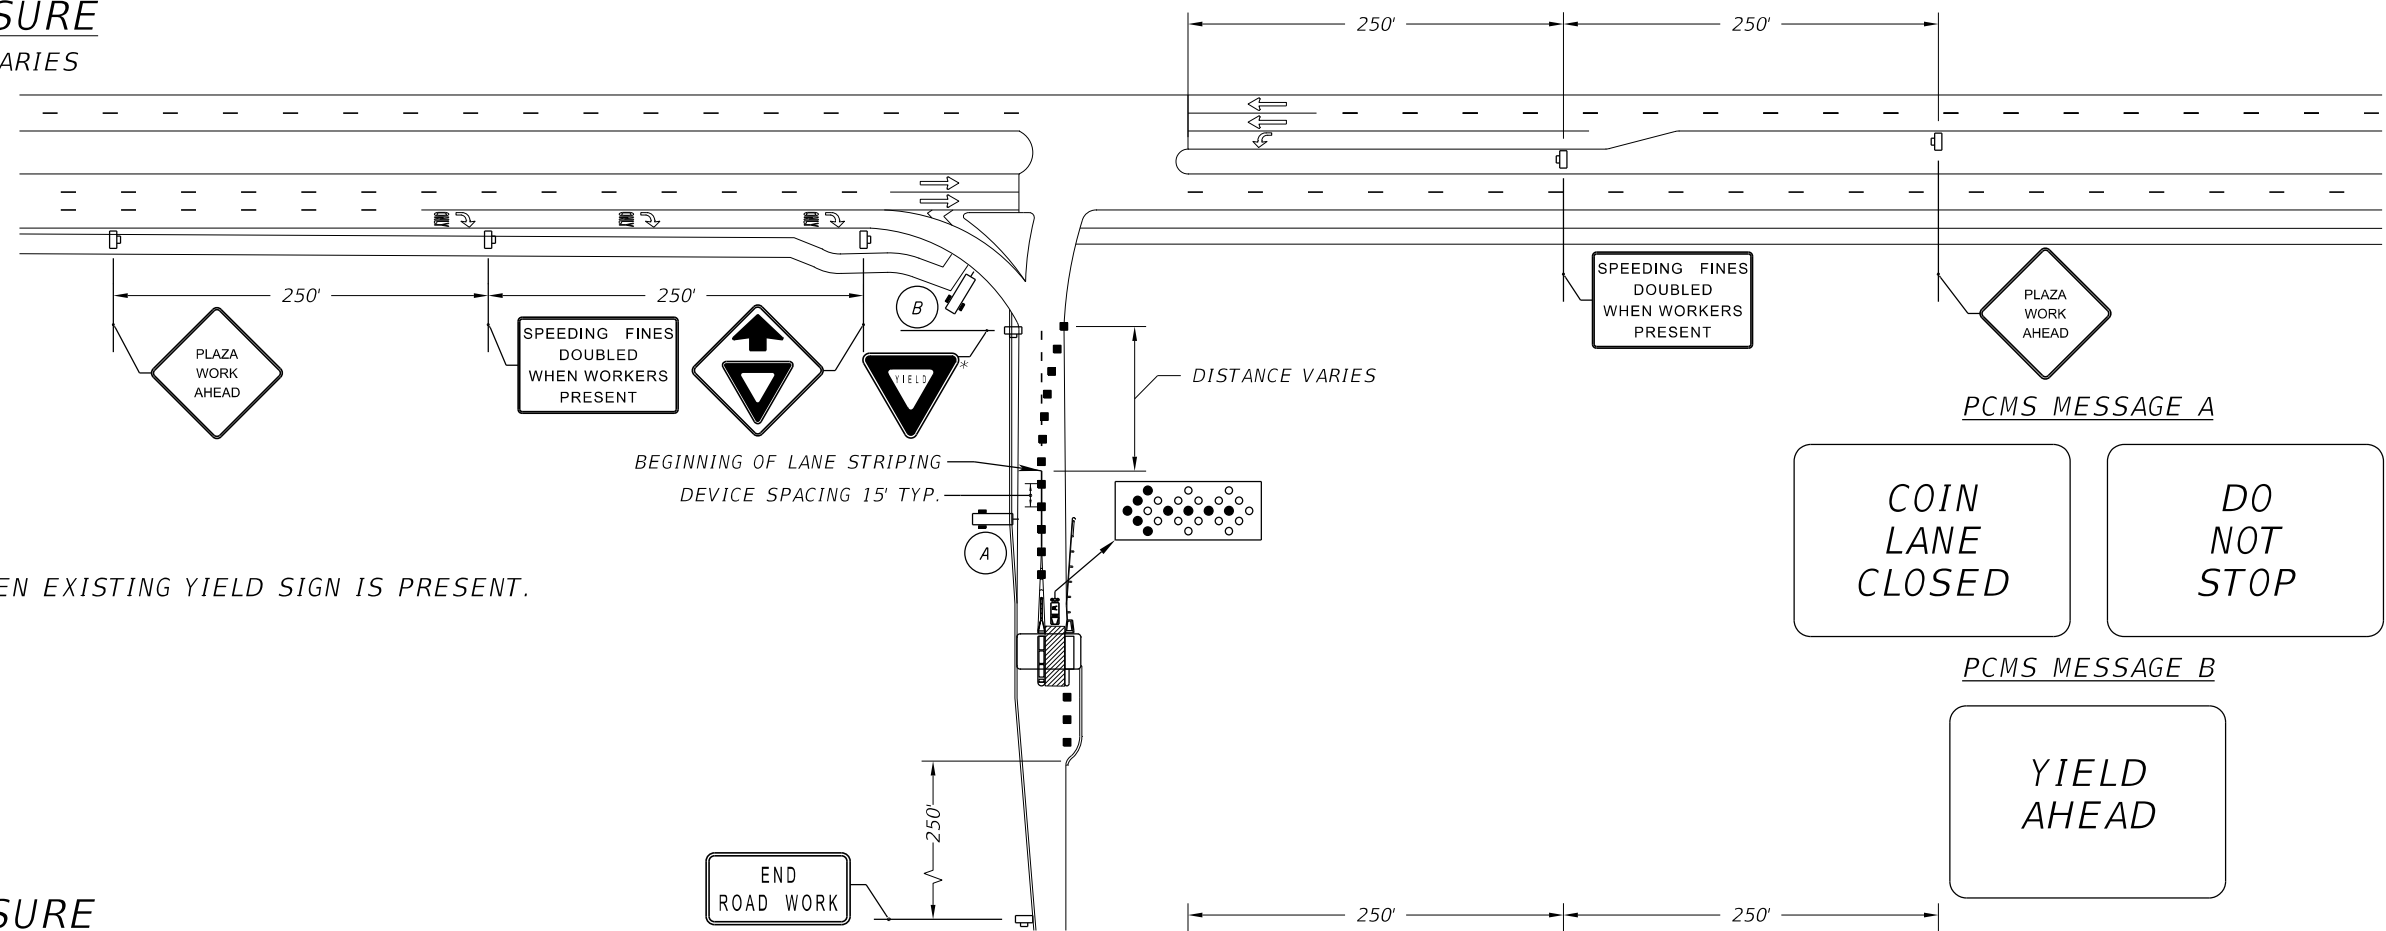 SURE
ARIES
250'
250'
250'
250'
B
PLAZA
WORK
AHEAD
SPEEDING FINES
DOUBLED
WHEN WORKERS
PRESENT
YIELD
*
SPEEDING FINES
DOUBLED
WHEN WORKERS
PRESENT
PLAZA
WORK
AHEAD
DISTANCE VARIES
BEGINNING OF LANE STRIPING
DEVICE SPACING 15' TYP.
A
EN EXISTING YIELD SIGN IS PRESENT.
PCMS MESSAGE A
COIN
LANE
CLOSED
DO
NOT
STOP
PCMS MESSAGE B
YIELD
AHEAD
250'
END
ROAD WORK
SURE
250'
250'